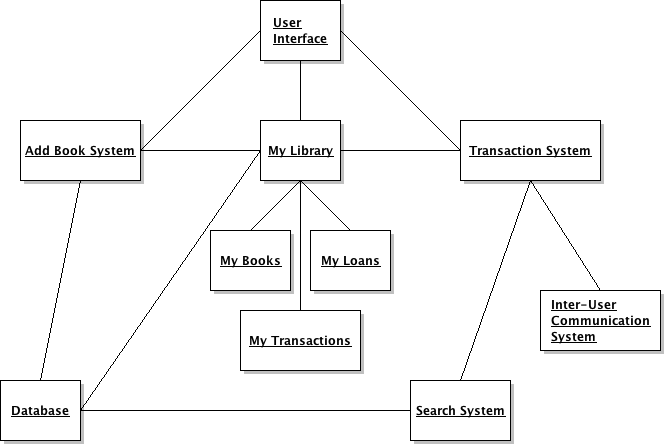 User
Interface
Add Book System
My Library
Transaction System
My Books
My Loans
Inter-User
Communication
System
My Transactions
Database
Search System